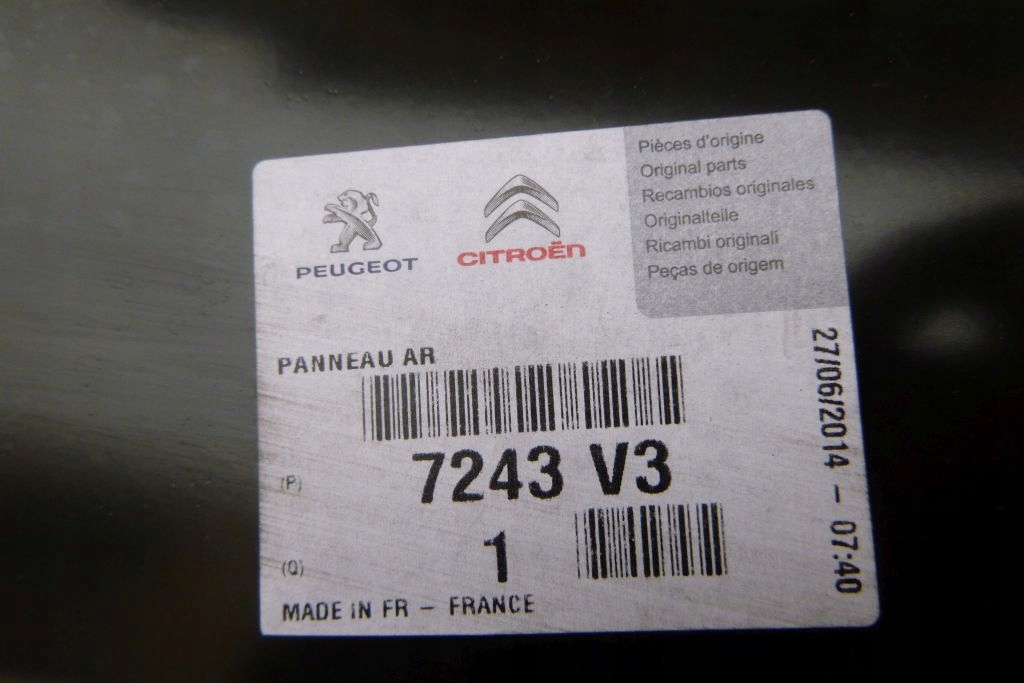 PEUGEOT
CITROËN
Pièces d'origine
Original parts
Recambios originales
Originalteile
Ricambi originali
Peças de origem
PANNEAU AR
(P) 7243 V3
(Q) 1
MADE IN FR - FRANCE
27/06/2014 - 07:40